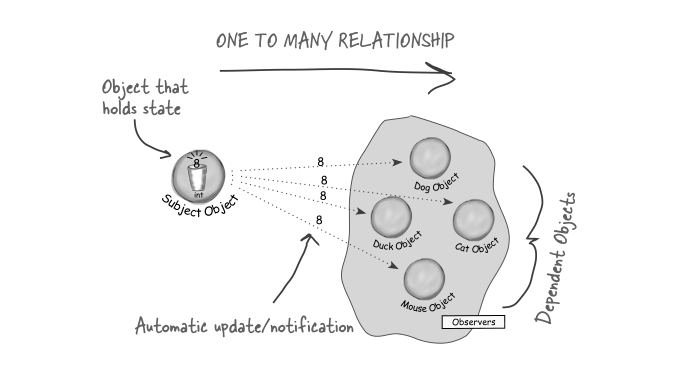 ONE TO MANY RELATIONSHIP
Object that
holds state
8
int
Subject Object
8
8
8
8
Dog Object
Duck Object
Cat Object
Mouse Object
Observers
Dependent Objects
Automatic update/notification